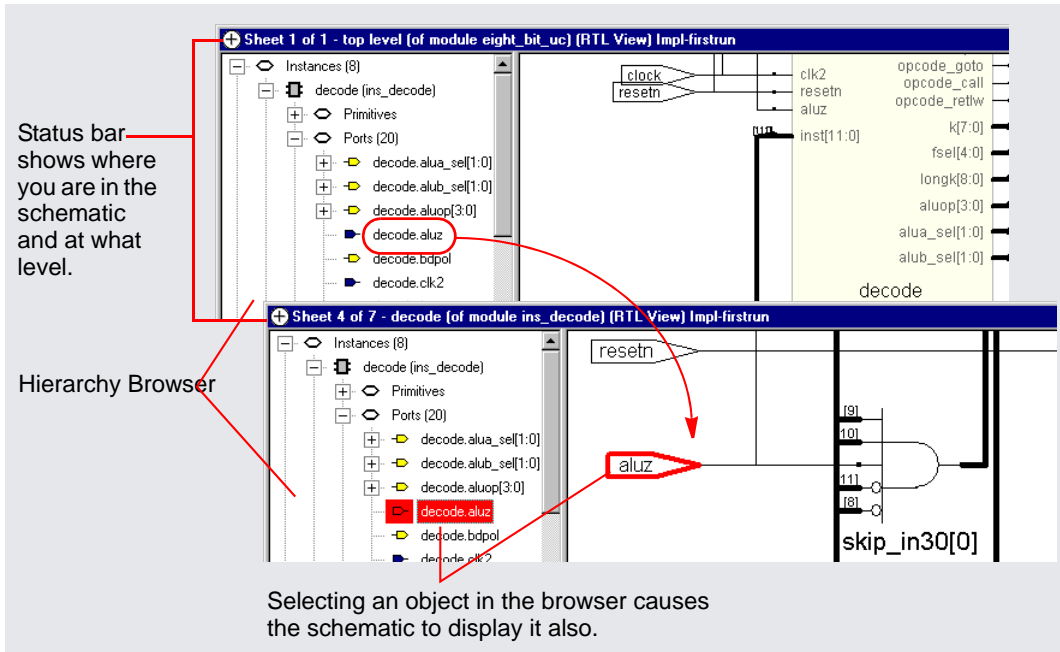 Sheet 1 of 1 - top level (of module eight_bit_uc) (RTL View) Impl-firstrun
Instances (8)
decode (ins_decode)
Primitives
Ports (20)
decode.alua_sel[1:0]
decode.alub_sel[1:0]
decode.aluop[3:0]
decode.aluz
decode.bdpol
decode.clk2
clock
resetn
clk2
resetn
aluz
inst[11:0]
opcode_goto
opcode_call
opcode_retlw
k[7:0]
fsel[4:0]
longk[8:0]
aluop[3:0]
alua_sel[1:0]
alub_sel[1:0]
decode
Status bar
shows where
you are in the
schematic
and at what
level.
Hierarchy Browser
Sheet 4 of 7 - decode (of module ins_decode) (RTL View) Impl-firstrun
Instances (8)
decode (ins_decode)
Primitives
Ports (20)
decode.alua_sel[1:0]
decode.alub_sel[1:0]
decode.aluop[3:0]
decode.aluz
decode.bdpol
decode.clk2
resetn
aluz
[9]
10]
11]
[8]
skip_in30[0]
Selecting an object in the browser causes
the schematic to display it also.